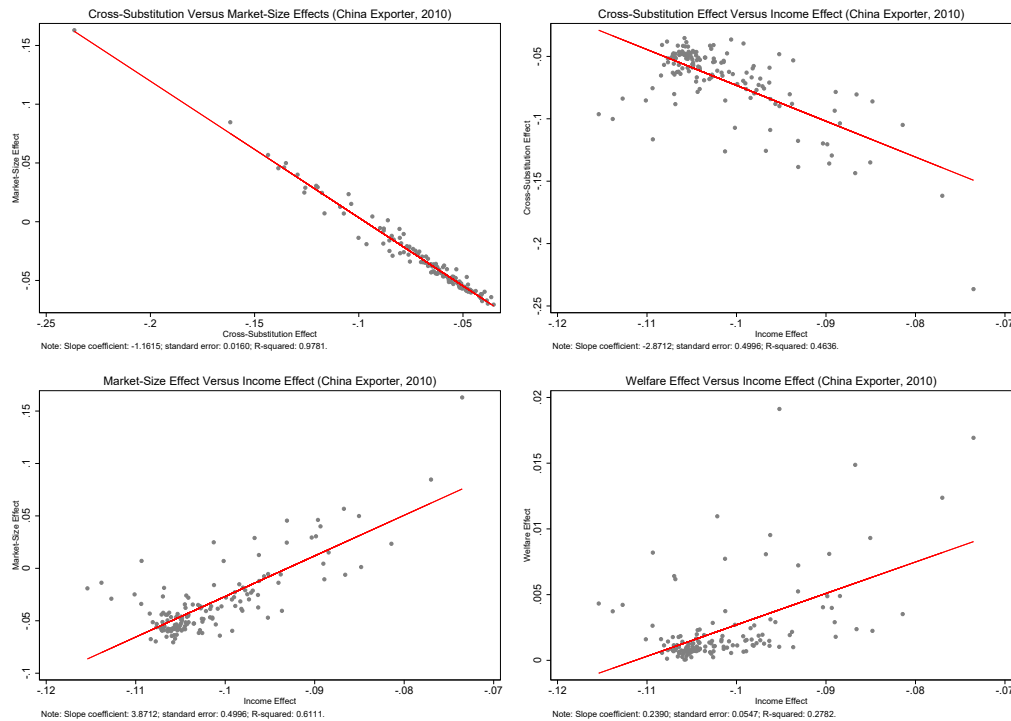 Cross-Substitution Versus Market-Size Effects (China Exporter, 2010)
Market-Size Effect
.15
.1
.05
0
-.05
-.25
-.2
-.15
-.1
-.05
Cross-Substitution Effect
Note: Slope coefficient: -1.1615; standard error: 0.0160; R-squared: 0.9781.
Cross-Substitution Effect Versus Income Effect (China Exporter, 2010)
Cross-Substitution Effect
-.05
-.1
-.15
-.2
-.25
-.12
-.11
-.1
-.09
-.08
-.07
Income Effect
Note: Slope coefficient: -2.8712; standard error: 0.4996; R-squared: 0.4636.
Market-Size Effect Versus Income Effect (China Exporter, 2010)
Market-Size Effect
.15
.1
.05
0
-.05
-.1
-.12
-.11
-.1
-.09
-.08
-.07
Income Effect
Note: Slope coefficient: 3.8712; standard error: 0.4996; R-squared: 0.6111.
Welfare Effect Versus Income Effect (China Exporter, 2010)
Welfare Effect
.02
.015
.01
.005
0
-.12
-.11
-.1
-.09
-.08
-.07
Income Effect
Note: Slope coefficient: 0.2390; standard error: 0.0547; R-squared: 0.2782.